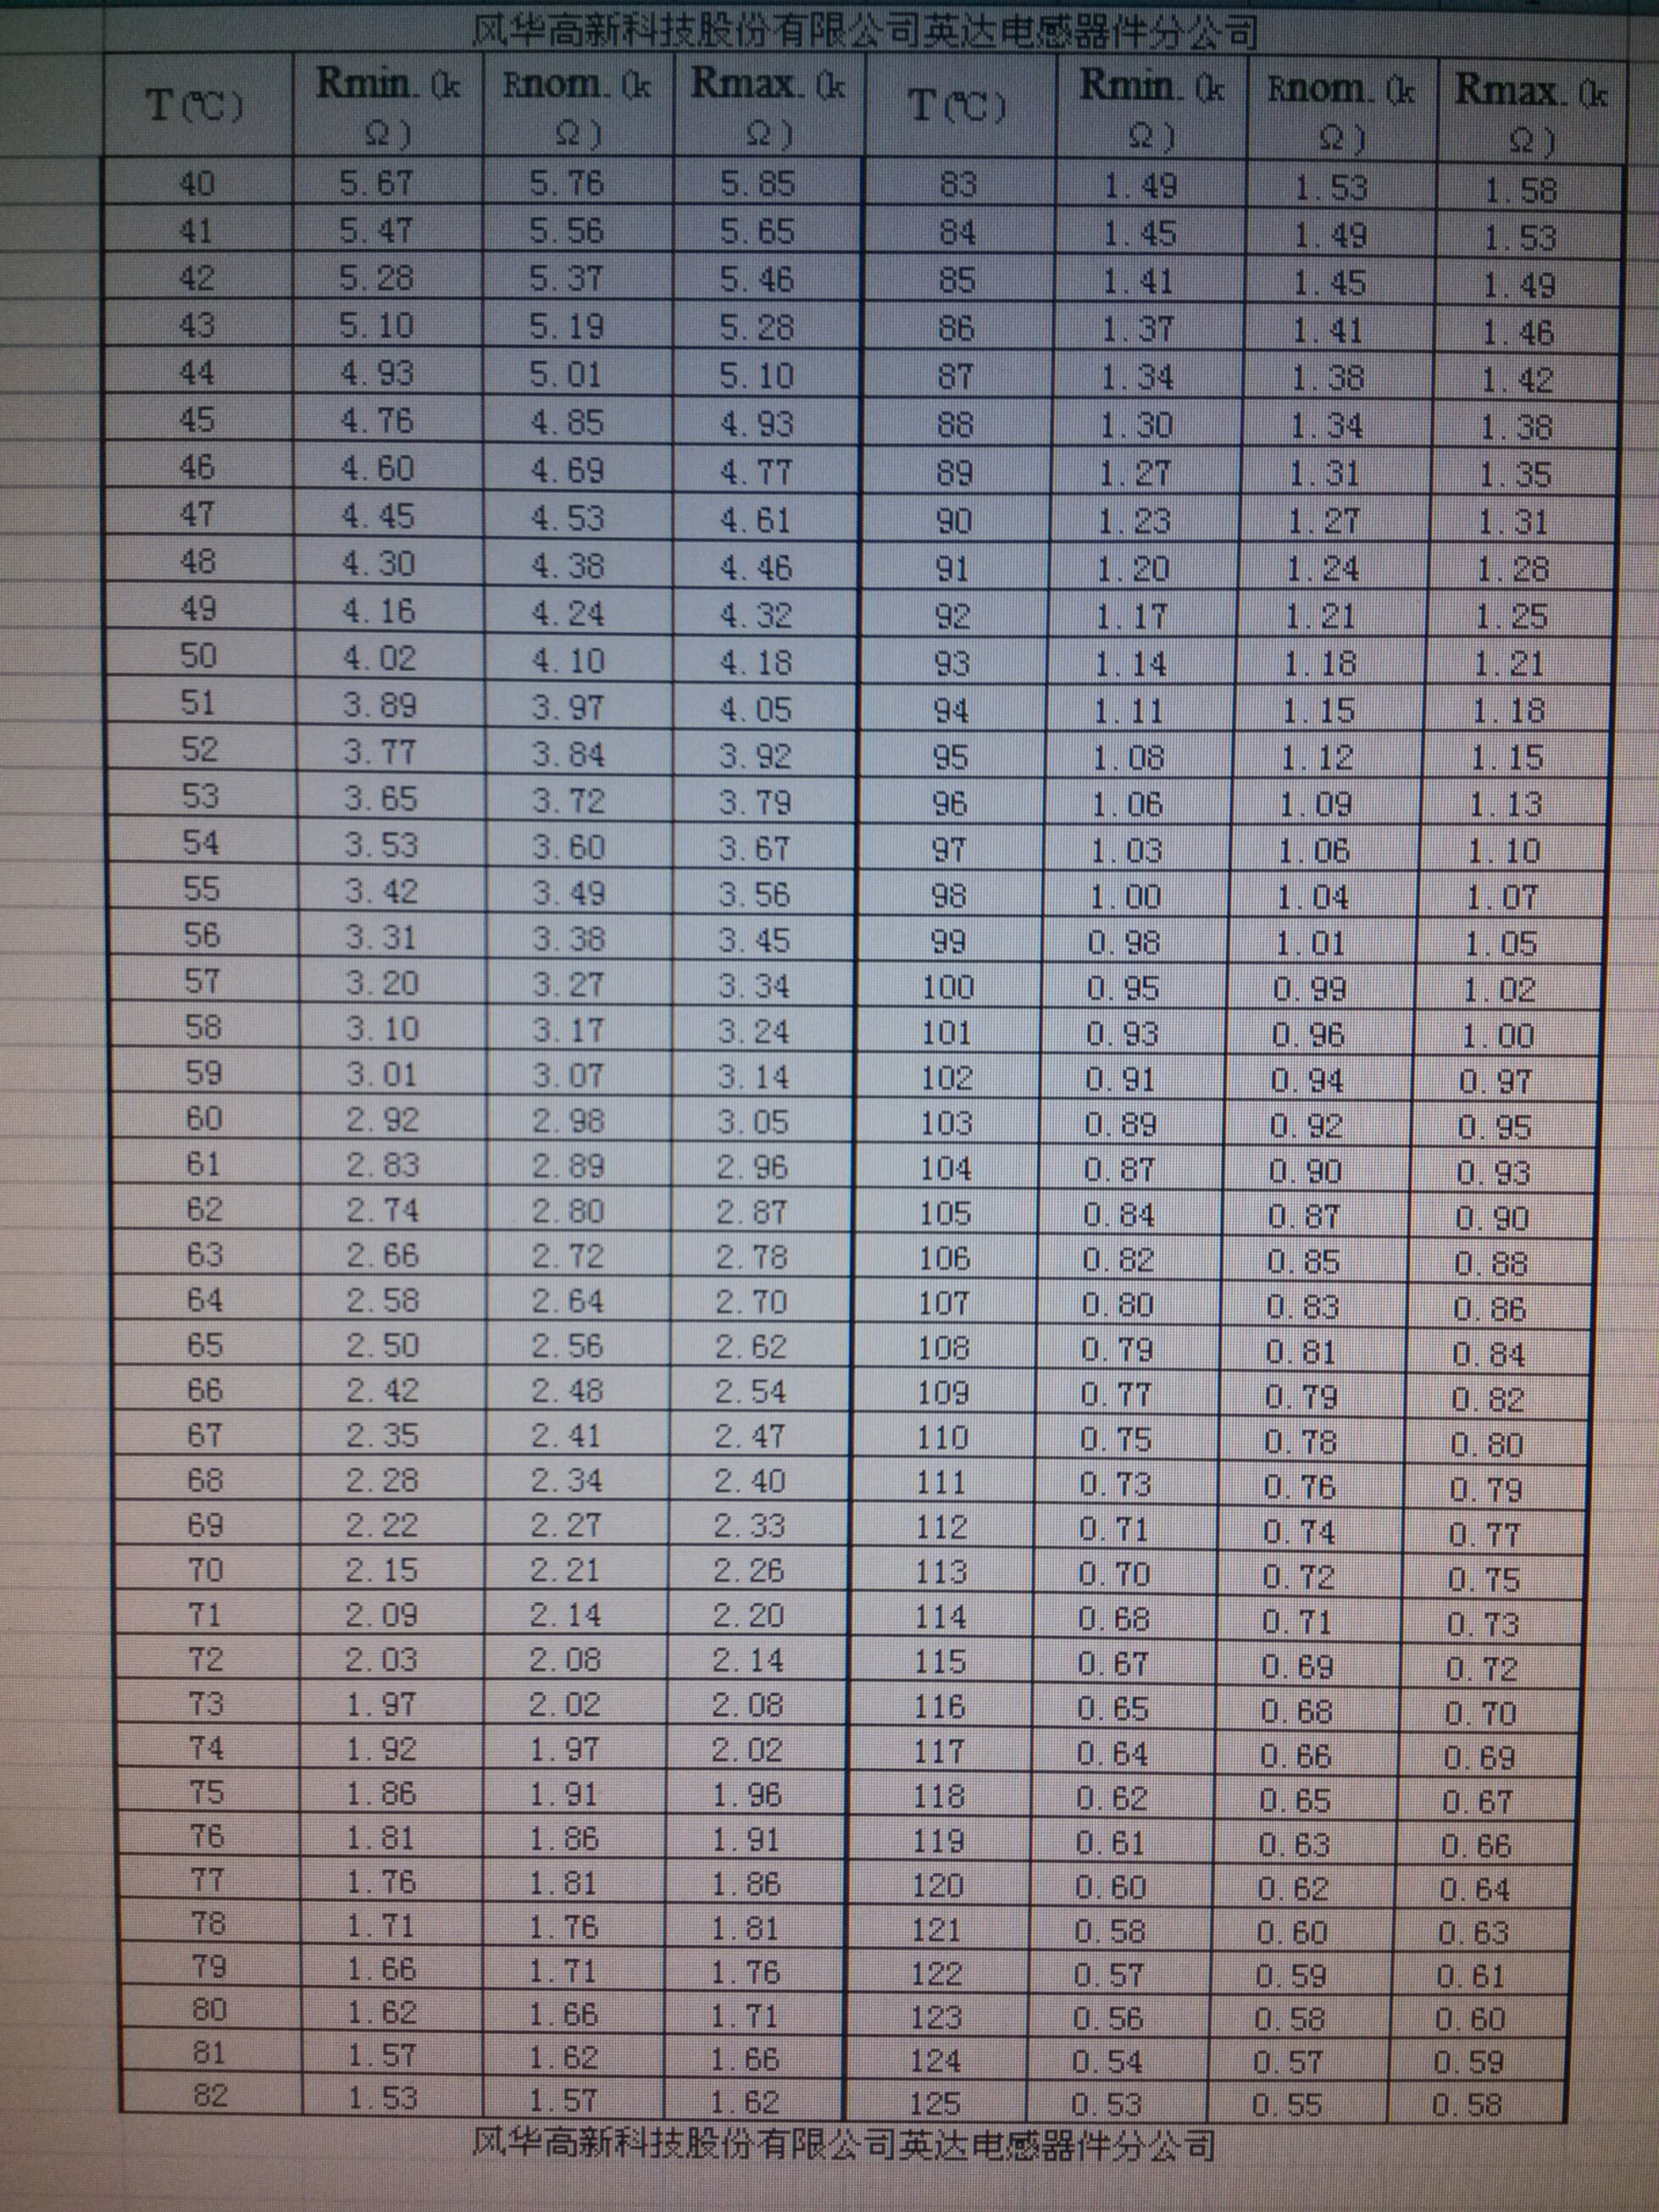 风华高新科技股份有限公司英达电感器件分公司
T(℃) Rmin.(kΩ) Rnom.(kΩ) Rmax.(kΩ) T(℃) Rmin.(kΩ) Rnom.(kΩ) Rmax.(kΩ)
40 5.67 5.76 5.85 83 1.49 1.53 1.58
41 5.47 5.56 5.65 84 1.45 1.49 1.53
42 5.28 5.37 5.46 85 1.41 1.45 1.49
43 5.10 5.19 5.28 86 1.37 1.41 1.46
44 4.93 5.01 5.10 87 1.34 1.38 1.42
45 4.76 4.85 4.93 88 1.30 1.34 1.38
46 4.60 4.69 4.77 89 1.27 1.31 1.35
47 4.45 4.53 4.61 90 1.23 1.27 1.31
48 4.30 4.38 4.46 91 1.20 1.24 1.28
49 4.16 4.24 4.32 92 1.17 1.21 1.25
50 4.02 4.10 4.18 93 1.14 1.18 1.21
51 3.89 3.97 4.05 94 1.11 1.15 1.18
52 3.77 3.84 3.92 95 1.08 1.12 1.15
53 3.65 3.72 3.79 96 1.06 1.09 1.13
54 3.53 3.60 3.67 97 1.03 1.06 1.10
55 3.42 3.49 3.56 98 1.00 1.04 1.07
56 3.31 3.38 3.45 99 0.98 1.01 1.05
57 3.20 3.27 3.34 100 0.95 0.99 1.02
58 3.10 3.17 3.24 101 0.93 0.96 1.00
59 3.01 3.07 3.14 102 0.91 0.94 0.97
60 2.92 2.98 3.05 103 0.89 0.92 0.95
61 2.83 2.89 2.96 104 0.87 0.90 0.93
62 2.74 2.80 2.87 105 0.84 0.87 0.90
63 2.66 2.72 2.78 106 0.82 0.85 0.88
64 2.58 2.64 2.70 107 0.80 0.83 0.86
65 2.50 2.56 2.62 108 0.79 0.81 0.84
66 2.42 2.48 2.54 109 0.77 0.79 0.82
67 2.35 2.41 2.47 110 0.75 0.78 0.80
68 2.28 2.34 2.40 111 0.73 0.76 0.79
69 2.22 2.27 2.33 112 0.71 0.74 0.77
70 2.15 2.21 2.26 113 0.70 0.72 0.75
71 2.09 2.14 2.20 114 0.68 0.71 0.73
72 2.03 2.08 2.14 115 0.67 0.69 0.72
73 1.97 2.02 2.08 116 0.65 0.68 0.70
74 1.92 1.97 2.02 117 0.64 0.66 0.69
75 1.86 1.91 1.96 118 0.62 0.65 0.67
76 1.81 1.86 1.91 119 0.61 0.63 0.66
77 1.76 1.81 1.86 120 0.60 0.62 0.64
78 1.71 1.76 1.81 121 0.58 0.60 0.63
79 1.66 1.71 1.76 122 0.57 0.59 0.61
80 1.62 1.66 1.71 123 0.56 0.58 0.60
81 1.57 1.62 1.66 124 0.54 0.57 0.59
82 1.53 1.57 1.62 125 0.53 0.55 0.58
风华高新科技股份有限公司英达电感器件分公司